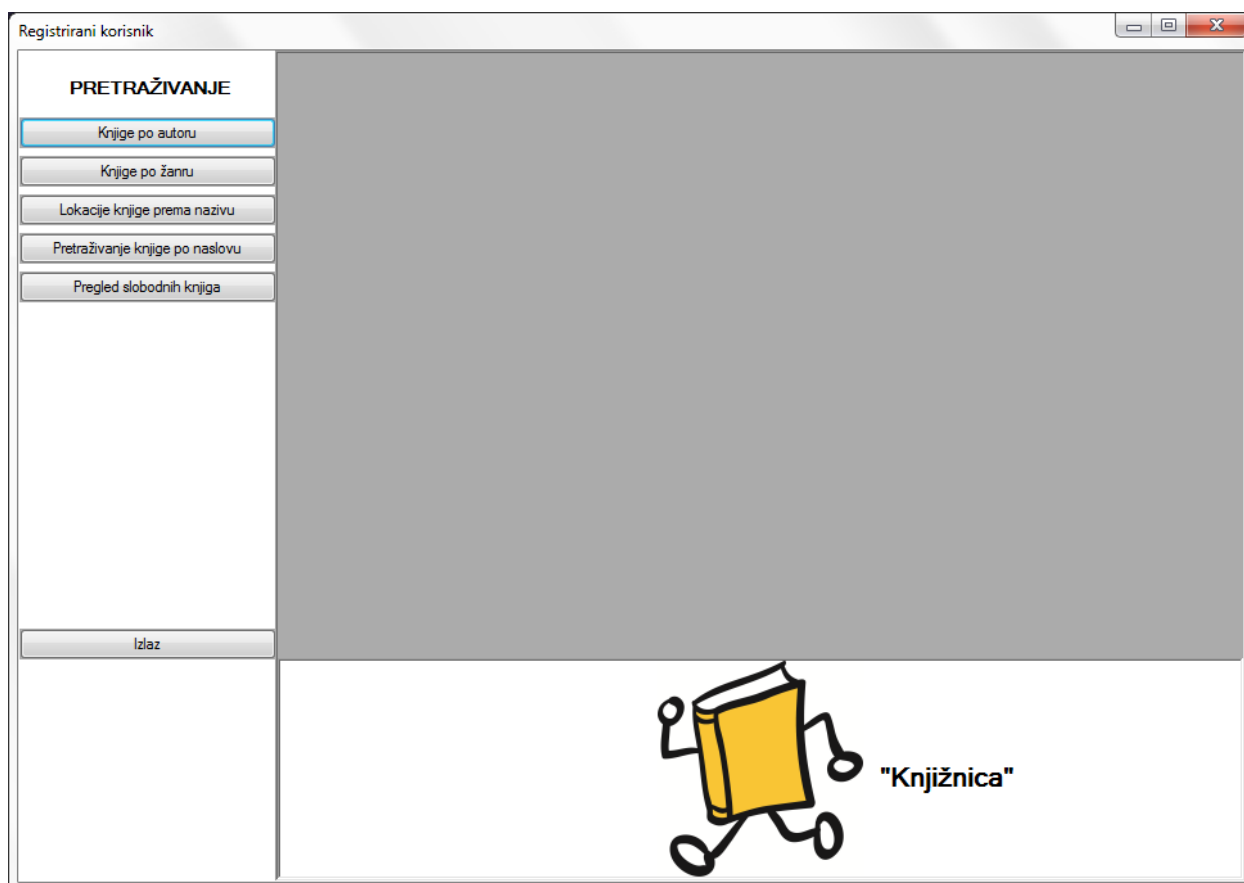 Registrirani korisnik
PRETRAŽIVANJE
Knjige po autoru
Knjige po žanru
Lokacije knjige prema nazivu
Pretraživanje knjige po naslovu
Pregled slobodnih knjiga
Izlaz
"Knjižnica"